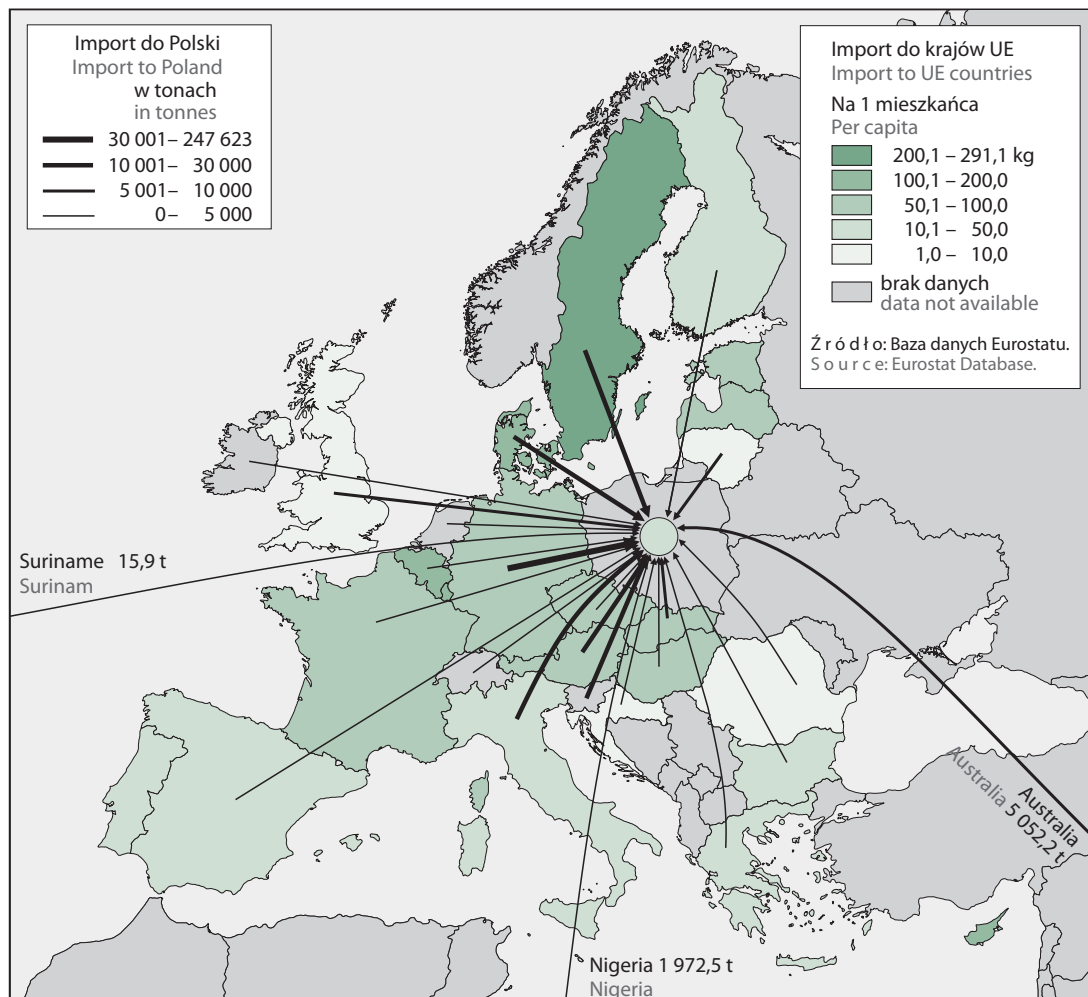 Import do Polski
Import to Poland
w tonach
in tonnes
30 001– 247 623
10 001– 30 000
5 001– 10 000
0– 5 000
Import do krajów UE
Import to UE countries
Na 1 mieszkańca
Per capita
200,1 – 291,1 kg
100,1 – 200,0
50,1 – 100,0
10,1 – 50,0
1,0 – 10,0
brak danych
data not available
Ź r ó d ł o: Baza danych Eurostatu.
S o u r c e: Eurostat Database.
Suriname 15,9 t
Surinam
Australia
Australia 5 052,2 t
Nigeria 1 972,5 t
Nigeria